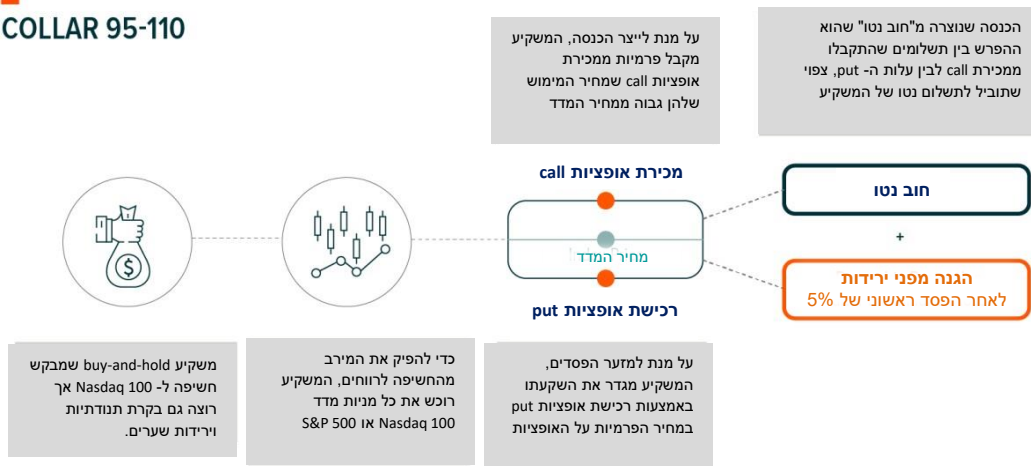 COLLAR 95-110
על מנת לייצר הכנסה, המשקיע
מקבל פרמיות ממכירת
אופציות call שמחיר המימוש
שלהן גבוה ממחיר המדד
הכנסה שנוצרה מ"חוב נטו" שהוא
ההפרש בין תשלומים שהתקבלו
ממכירת call לבין עלות ה- put, צפוי
שתוביל לתשלום נטו של המשקיע
מכירת אופציות call
מחיר המדד
רכישת אופציות put
חוב נטו
+
הגנה מפני ירידות
לאחר הפסד ראשוני של 5%
משקיע buy-and-hold שמבקש
חשיפה ל- Nasdaq 100 אך
רוצה גם בקרת תנודתיות
וירידות שערים.
כדי להפיק את המירב
מהחשיפה לרווחים, המשקיע
רוכש את כל מניות מדד
Nasdaq 100 או S&P 500
על מנת למזער הפסדים,
המשקיע מגדר את השקעתו
באמצעות רכישת אופציות put
במחיר הפרמיות על האופציות